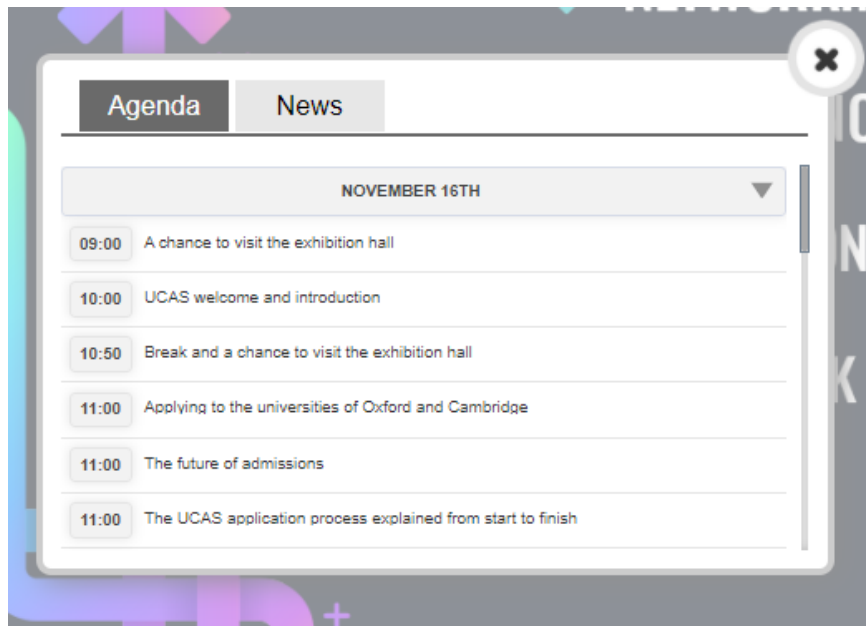 Agenda
News
NOVEMBER 16TH
09:00 A chance to visit the exhibition hall
10:00 UCAS welcome and introduction
10:50 Break and a chance to visit the exhibition hall
11:00 Applying to the universities of Oxford and Cambridge
11:00 The future of admissions
11:00 The UCAS application process explained from start to finish